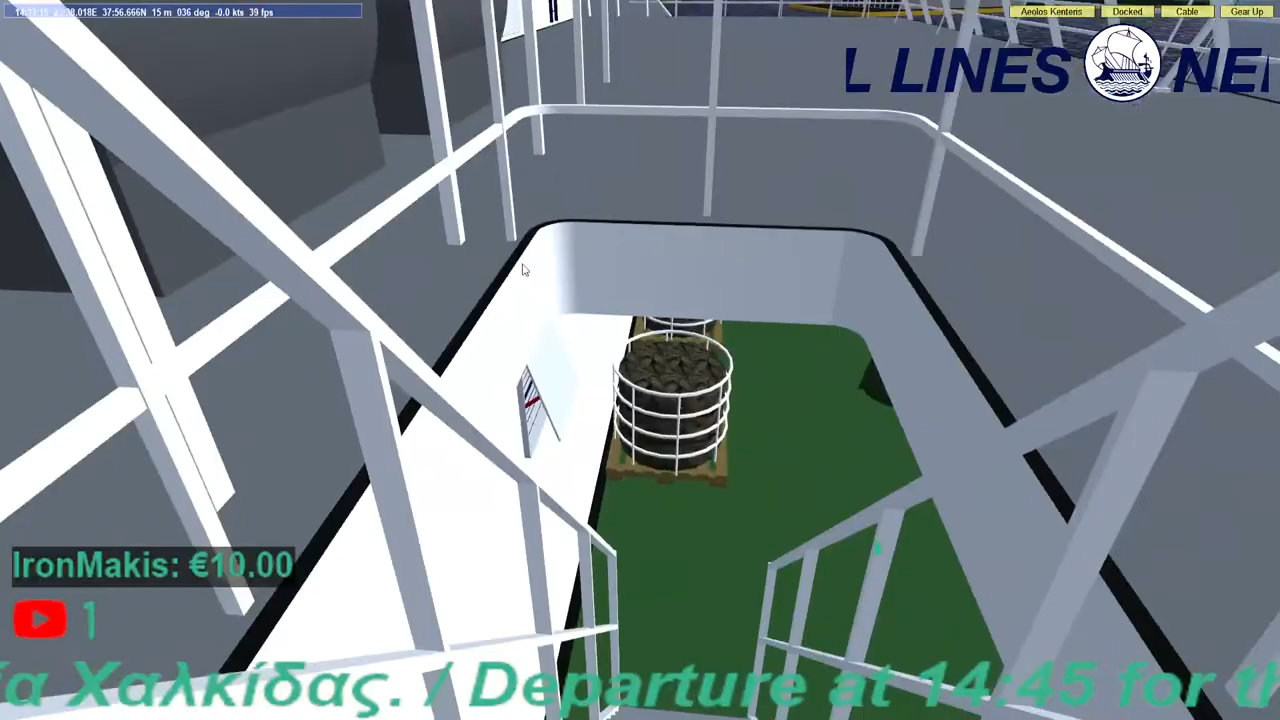 37:56.666N 15 m 036 deg -0.0 kts 39 fps
Aeolos Kenteris Docked Cable Gear Up
L LINES NE
IronMakis: €10.00
1
ία Χαλκίδας. / Departure at 14:45 for th